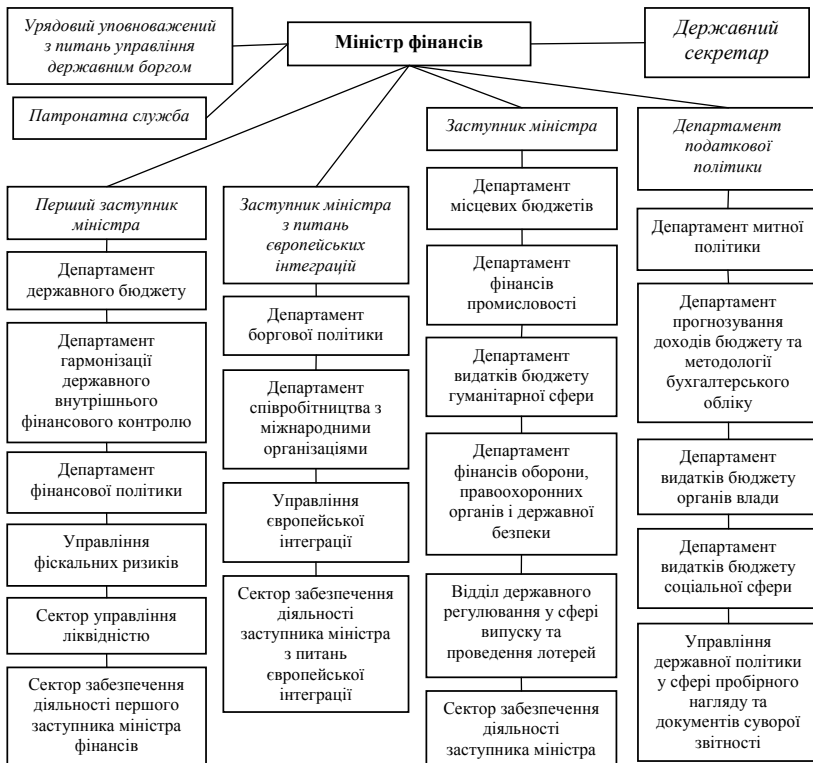 Урядовий уповноважений
з питань управління
державним боргом
Міністр фінансів
Державний
секретар
Патронатна служба
Перший заступник
міністра
Департамент
державного бюджету
Департамент
гармонізації
державного
внутрішнього
фінансового контролю
Департамент
фінансової політики
Управління
фіскальних ризиків
Сектор управління
ліквідністю
Сектор забезпечення
діяльності першого
заступника міністра
фінансів
Заступник міністра
з питань
європейських
інтеграцій
Департамент
боргової політики
Департамент
співробітництва з
міжнародними
організаціями
Управління
європейської
інтеграції
Сектор забезпечення
діяльності
заступника міністра
з питань
європейської
інтеграції
Заступник міністра
Департамент
місцевих бюджетів
Департамент
фінансів
промисловості
Департамент
видатків бюджету
гуманітарної сфери
Департамент
фінансів оборони,
правоохоронних
органів і державної
безпеки
Відділ державного
регулювання у сфері
випуску та
проведення лотерей
Сектор забезпечення
діяльності
заступника міністра
Департамент
податкової
політики
Департамент митної
політики
Департамент
прогнозування
доходів бюджету та
методології
бухгалтерського
обліку
Департамент
видатків бюджету
органів влади
Департамент
видатків бюджету
соціальної сфери
Управління
державної політики
у сфері пробірного
нагляду та
документів суворої
звітності